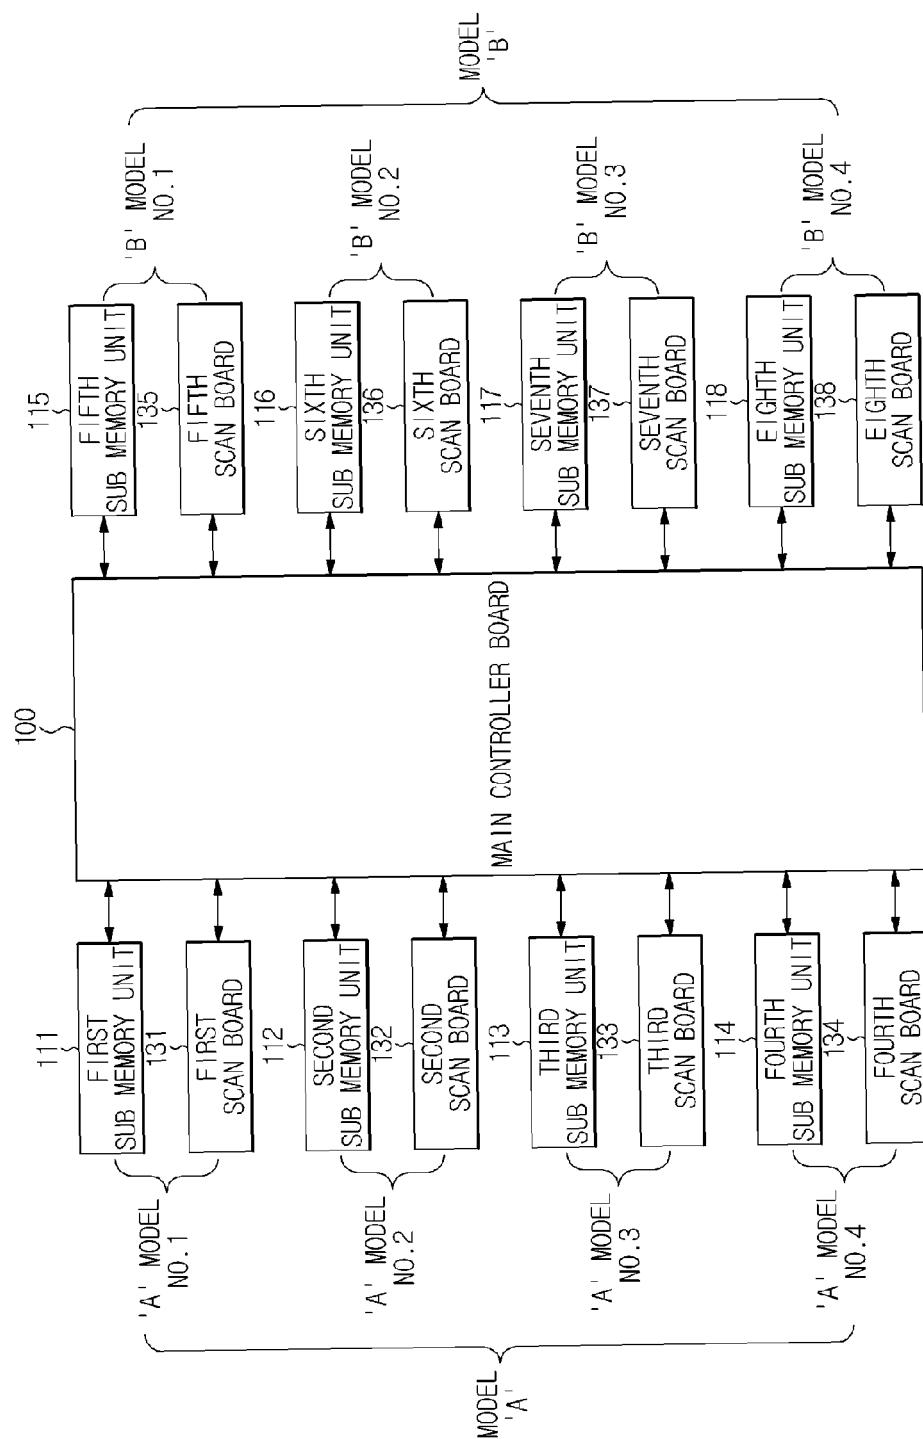 MODEL
'A'
'A' MODEL
NO.1
'A' MODEL
NO.2
'A' MODEL
NO.3
'A' MODEL
NO.4
111
FIRST
SUB MEMORY UNIT
131
FIRST
SCAN BOARD
112
SECOND
SUB MEMORY UNIT
132
SECOND
SCAN BOARD
113
THIRD
SUB MEMORY UNIT
133
THIRD
SCAN BOARD
114
FOURTH
SUB MEMORY UNIT
134
FOURTH
SCAN BOARD
100
MAIN CONTROLLER BOARD
115
FIFTH
SUB MEMORY UNIT
135
FIFTH
SCAN BOARD
116
SIXTH
SUB MEMORY UNIT
136
SIXTH
SCAN BOARD
117
SEVENTH
SUB MEMORY UNIT
137
SEVENTH
SCAN BOARD
118
EIGHTH
SUB MEMORY UNIT
138
EIGHTH
SCAN BOARD
'B' MODEL
NO.1
'B' MODEL
NO.2
'B' MODEL
NO.3
'B' MODEL
NO.4
MODEL
'B'